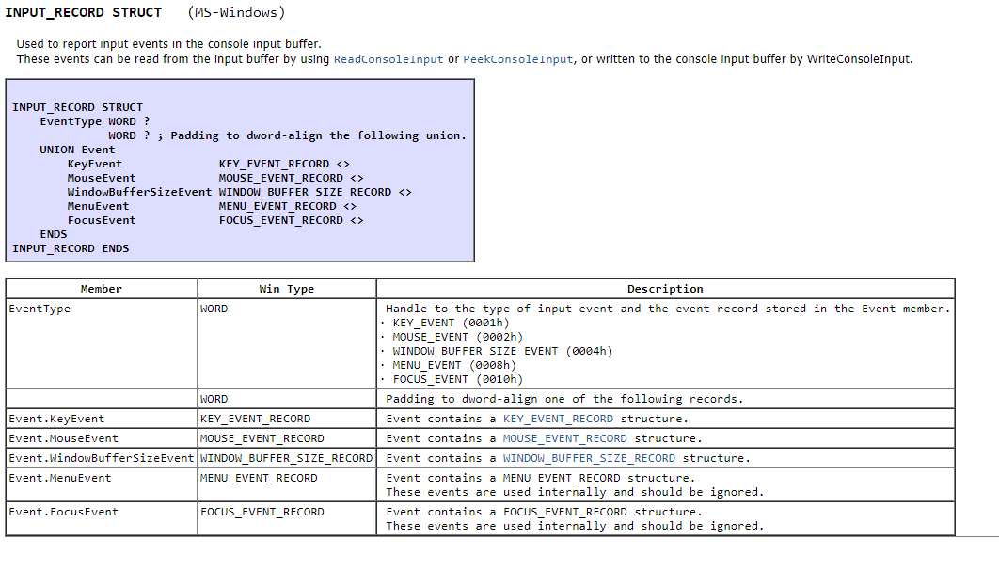 INPUT_RECORD STRUCT (MS-Windows)
Used to report input events in the console input buffer.
These events can be read from the input buffer by using ReadConsoleInput or PeekConsoleInput, or written to the console input buffer by WriteConsoleInput.
INPUT_RECORD STRUCT
EventType WORD ?
WORD ? ; Padding to dword-align the following union.
UNION Event
KeyEvent KEY_EVENT_RECORD <>
MouseEvent MOUSE_EVENT_RECORD <>
WindowBufferSizeEvent WINDOW_BUFFER_SIZE_RECORD <>
MenuEvent MENU_EVENT_RECORD <>
FocusEvent FOCUS_EVENT_RECORD <>
ENDS
INPUT_RECORD ENDS
Member Win Type Description
EventType WORD Handle to the type of input event and the event record stored in the Event member.
· KEY_EVENT (0001h)
· MOUSE_EVENT (0002h)
· WINDOW_BUFFER_SIZE_EVENT (0004h)
· MENU_EVENT (0008h)
· FOCUS_EVENT (0010h)
WORD Padding to dword-align one of the following records.
Event.KeyEvent KEY_EVENT_RECORD Event contains a KEY_EVENT_RECORD structure.
Event.MouseEvent MOUSE_EVENT_RECORD Event contains a MOUSE_EVENT_RECORD structure.
Event.WindowBufferSizeEvent WINDOW_BUFFER_SIZE_RECORD Event contains a WINDOW_BUFFER_SIZE_RECORD structure.
Event.MenuEvent MENU_EVENT_RECORD Event contains a MENU_EVENT_RECORD structure.
These events are used internally and should be ignored.
Event.FocusEvent FOCUS_EVENT_RECORD Event contains a FOCUS_EVENT_RECORD structure.
These events are used internally and should be ignored.